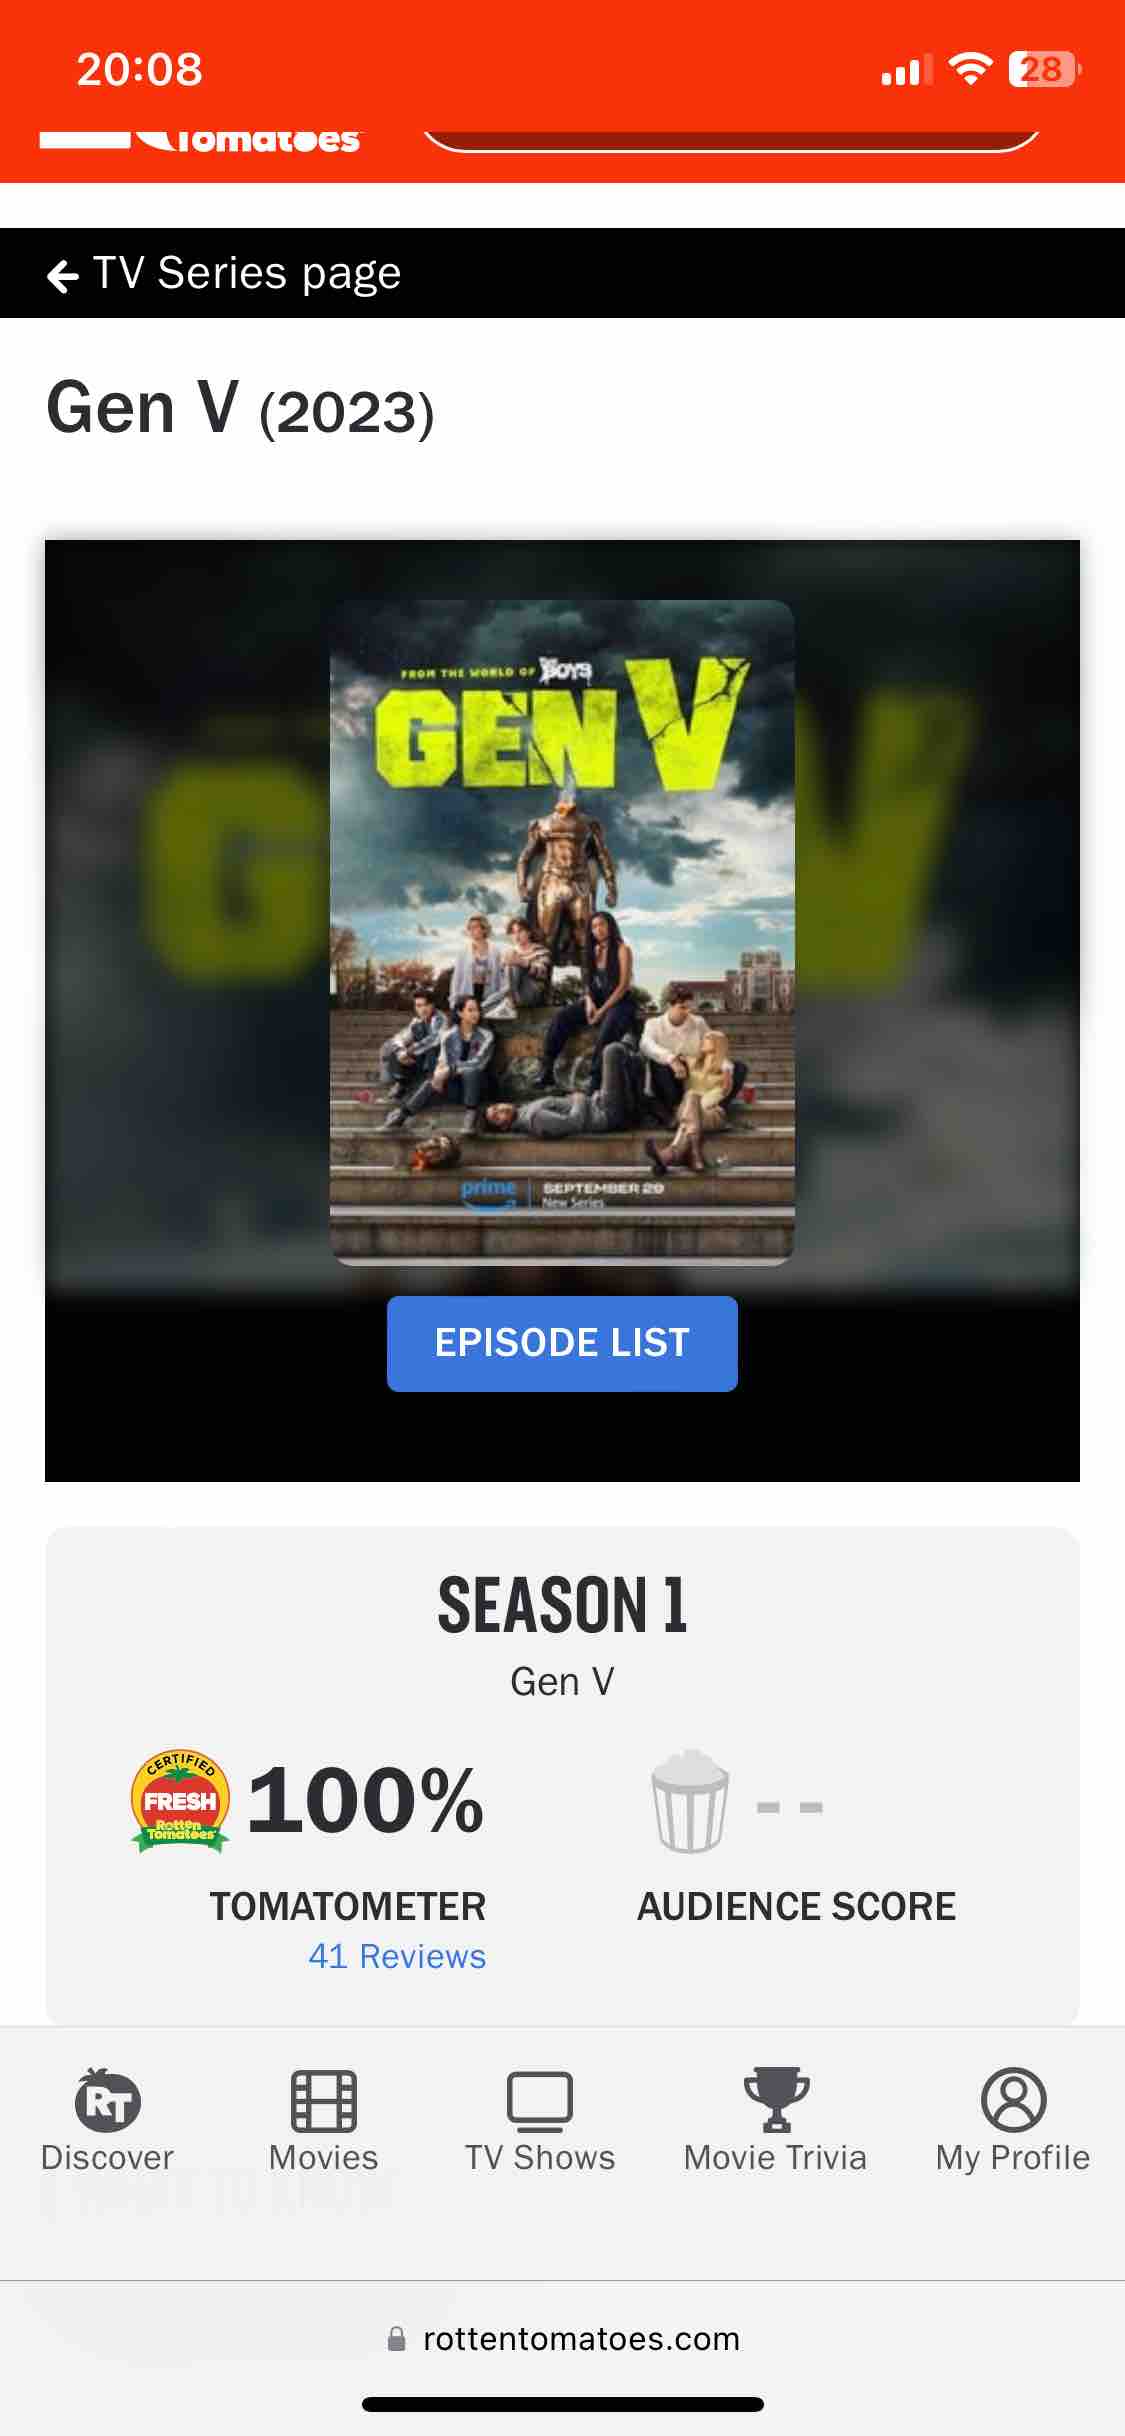 20:08
28
Tomatoes
← TV Series page
Gen V (2023)
FROM THE WORLD OF THE BOYS
GEN V
G
V
prime
SEPTEMBER 29
New Series
EPISODE LIST
SEASON 1
Gen V
CERTIFIED
FRESH
Rotten
Tomatoes
100%
- -
TOMATOMETER
AUDIENCE SCORE
41 Reviews
RT
Discover
Movies
TV Shows
Movie Trivia
My Profile
rottentomatoes.com